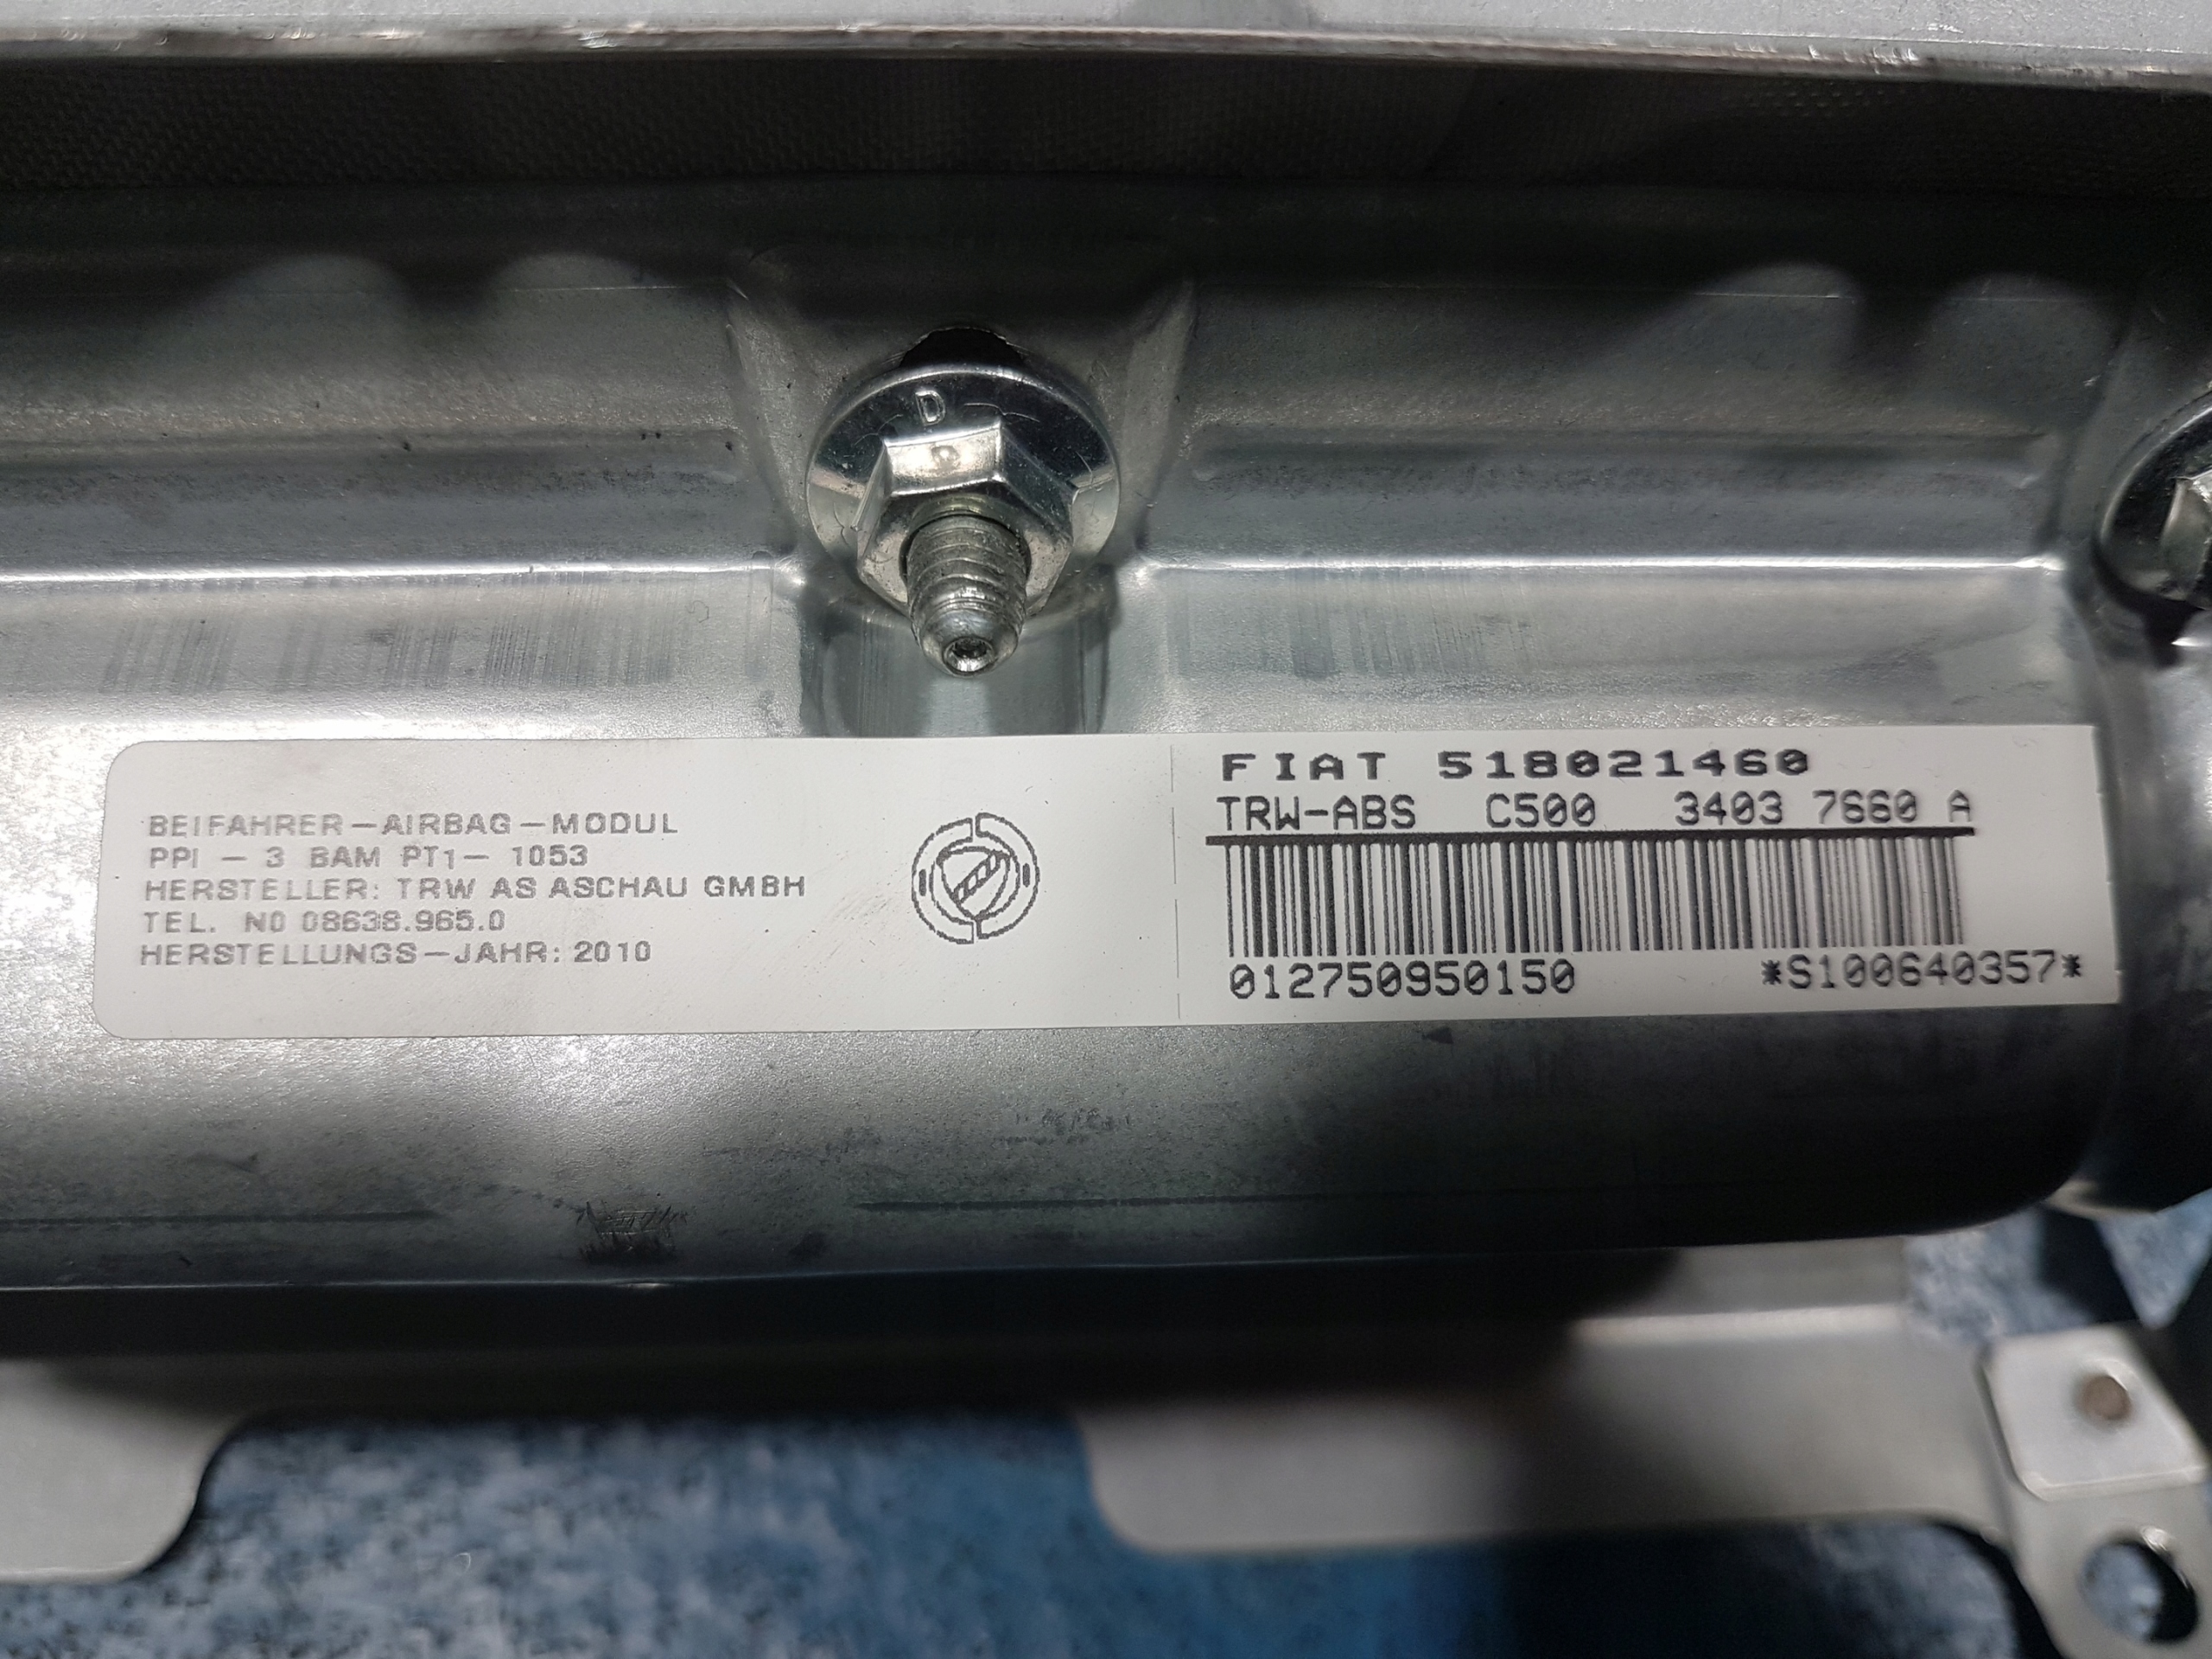 D
BEIFAHRER-AIRBAG-MODUL
PPI - 3 BAM PT1- 1053
HERSTELLER: TRW AS ASCHAU GMBH
TEL. NO 08638.965.0
HERSTELLUNGS-JAHR: 2010
FIAT 518021460
TRW-ABS C500 3403 7660 A
012750950150 *S100640357*